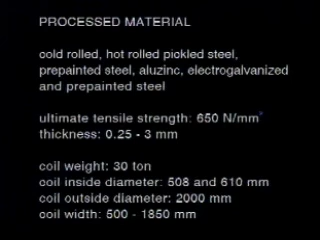 PROCESSED MATERIAL
cold rolled, hot rolled pickled steel,
prepainted steel, aluzinc, electrogalvanized
and prepainted steel
ultimate tensile strength: 650 N/mm²
thickness: 0.25 - 3 mm
coil weight: 30 ton
coil inside diameter: 508 and 610 mm
coil outside diameter: 2000 mm
coil width: 500 - 1850 mm